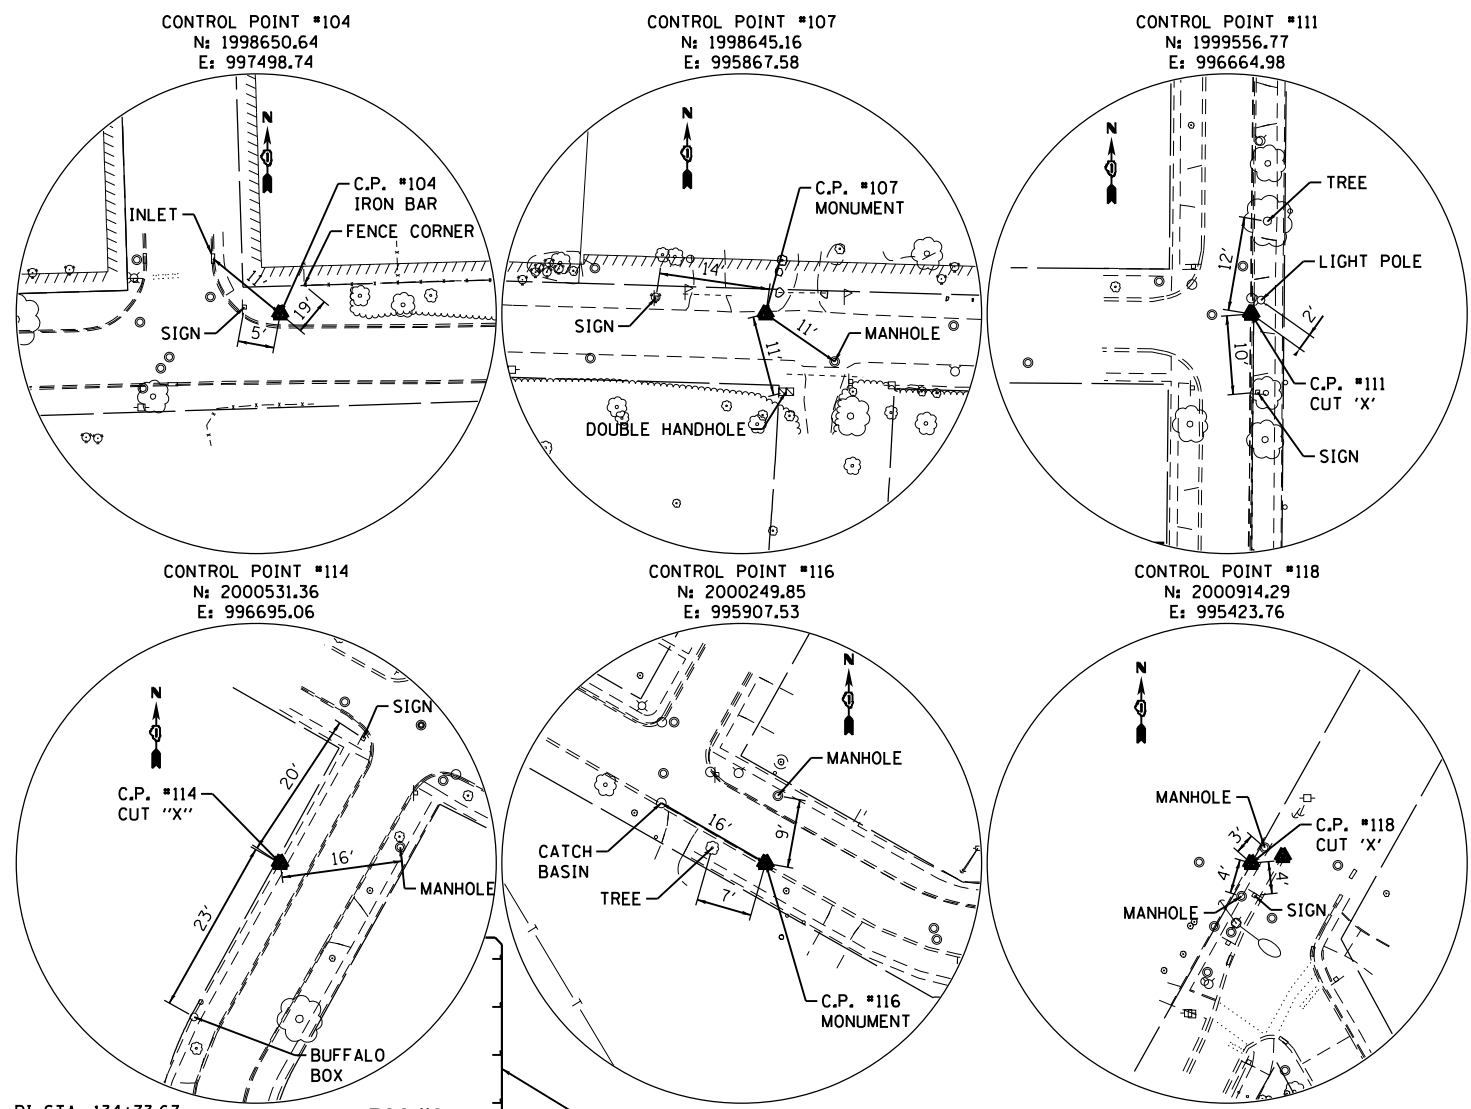 CONTROL POINT #104
N: 1998650.64
E: 997498.74
N
C.P. #104
IRON BAR
INLET
FENCE CORNER
11'
19'
SIGN
5'
CONTROL POINT #107
N: 1998645.16
E: 995867.58
N
C.P. #107
MONUMENT
14'
SIGN
11'
MANHOLE
11'
DOUBLE HANDHOLE
CONTROL POINT #111
N: 1999556.77
E: 996664.98
N
TREE
12'
LIGHT POLE
2'
10'
C.P. #111
CUT 'X'
SIGN
CONTROL POINT #114
N: 2000531.36
E: 996695.06
N
SIGN
20'
C.P. #114
CUT "X"
16'
MANHOLE
23'
BUFFALO
BOX
CONTROL POINT #116
N: 2000249.85
E: 995907.53
N
MANHOLE
16'
9'
CATCH
BASIN
TREE
7'
C.P. #116
MONUMENT
CONTROL POINT #118
N: 2000914.29
E: 995423.76
N
MANHOLE
3'
C.P. #118
CUT 'X'
4'
4'
MANHOLE
SIGN